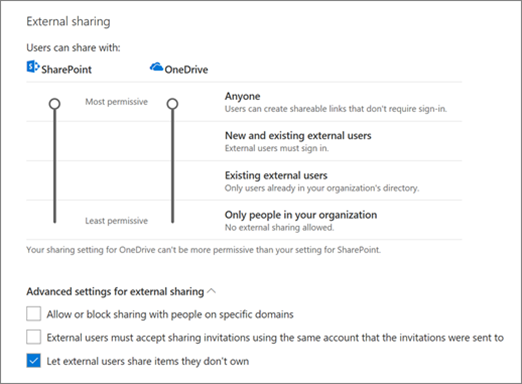 External sharing
Users can share with:
SharePoint OneDrive
Most permissive
Anyone
Users can create shareable links that don't require sign-in.
New and existing external users
External users must sign in.
Existing external users
Only users already in your organization's directory.
Least permissive
Only people in your organization
No external sharing allowed.
Your sharing setting for OneDrive can't be more permissive than your setting for SharePoint.
Advanced settings for external sharing
Allow or block sharing with people on specific domains
External users must accept sharing invitations using the same account that the invitations were sent to
Let external users share items they don't own